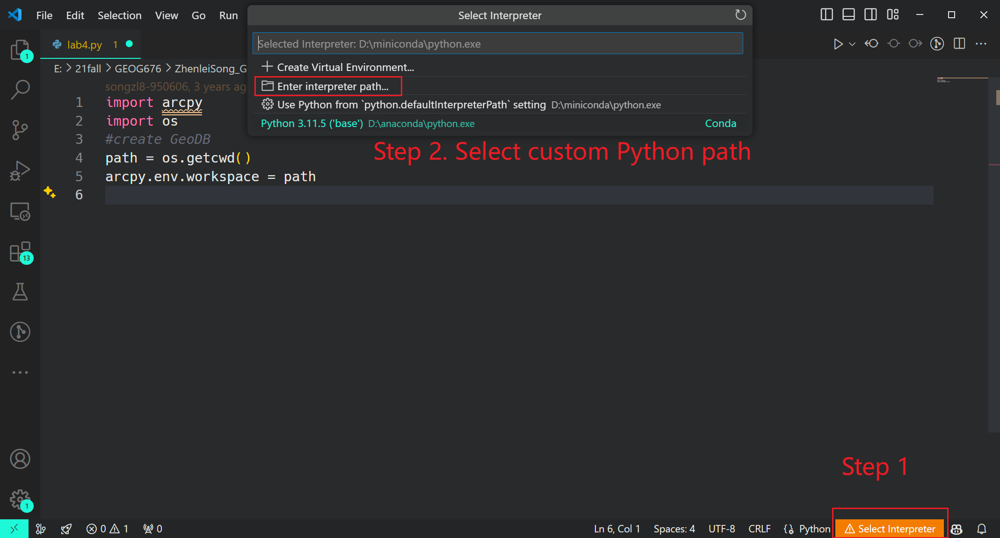 File Edit Selection View Go Run
Select Interpreter
lab4.py 1
Selected Interpreter: D:\miniconda\python.exe
E: > 21fall > GEOG676 > ZhenleiSong_G
Create Virtual Environment...
songzl8-950606, 3 years ag
Enter interpreter path...
Use Python from `python.defaultInterpreterPath` setting D:\miniconda\python.exe
Python 3.11.5 ('base') D:\anaconda\python.exe Conda
1 import arcpy
2 import os
3 #create GeoDB
4 path = os.getcwd()
5 arcpy.env.workspace = path
6
Step 2. Select custom Python path
1
13
Step 1
1
0 1 0
Ln 6, Col 1 Spaces: 4 UTF-8 CRLF Python Select Interpreter